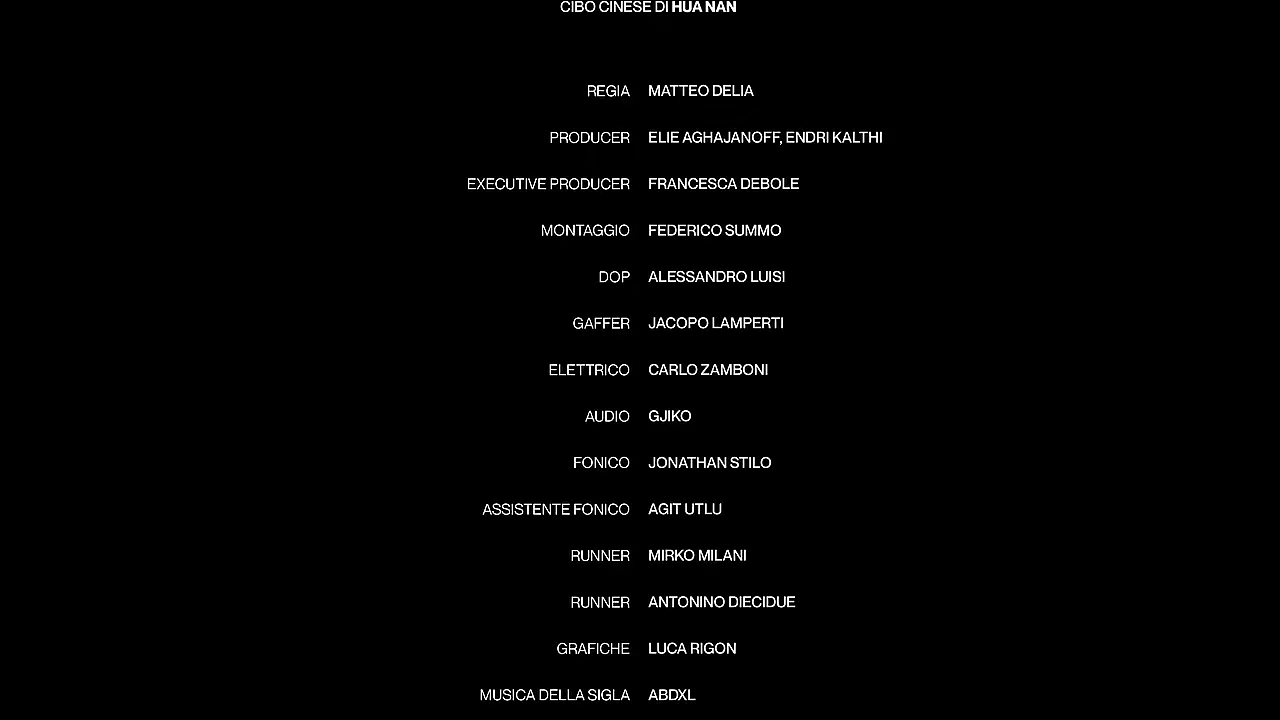 CIBO CINESE DI HUA NAN
REGIA MATTEO DELIA
PRODUCER ELIE AGHAJANOFF, ENDRI KALTHI
EXECUTIVE PRODUCER FRANCESCA DEBOLE
MONTAGGIO FEDERICO SUMMO
DOP ALESSANDRO LUISI
GAFFER JACOPO LAMPERTI
ELETTRICO CARLO ZAMBONI
AUDIO GJIKO
FONICO JONATHAN STILO
ASSISTENTE FONICO AGIT UTLU
RUNNER MIRKO MILANI
RUNNER ANTONINO DIECIDUE
GRAFICHE LUCA RIGON
MUSICA DELLA SIGLA ABDXL